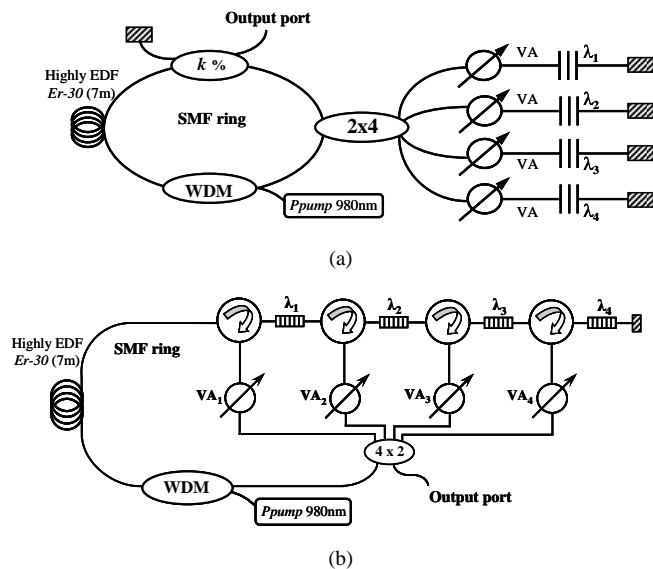 Output port
k %
Highly EDF
Er-30 (7m)
SMF ring
2x4
WDM
Ppump 980nm
VA λ1
VA λ2
VA λ3
VA λ4
(a)
λ1 λ2 λ3 λ4
Highly EDF
Er-30 (7m)
SMF ring
VA1 VA2 VA3 VA4
4 x 2
WDM
Output port
Ppump 980nm
(b)